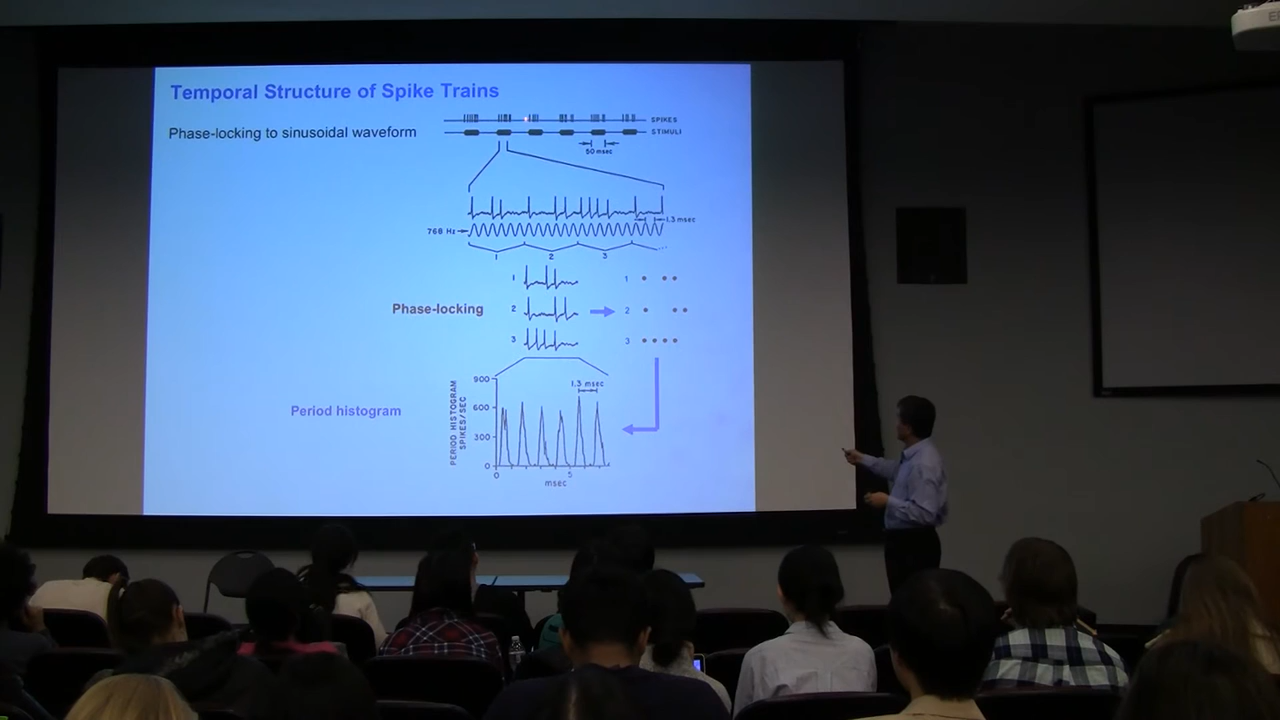 Temporal Structure of Spike Trains
Phase-locking to sinusoidal waveform
SPIKES
STIMULI
50 msec
1.3 msec
768 Hz
1 2 3
1 1
Phase-locking 2 2
3 3
Period histogram
PERIOD HISTOGRAM
SPIKES/SEC
900
600
300
0
1.3 msec
0 5
msec